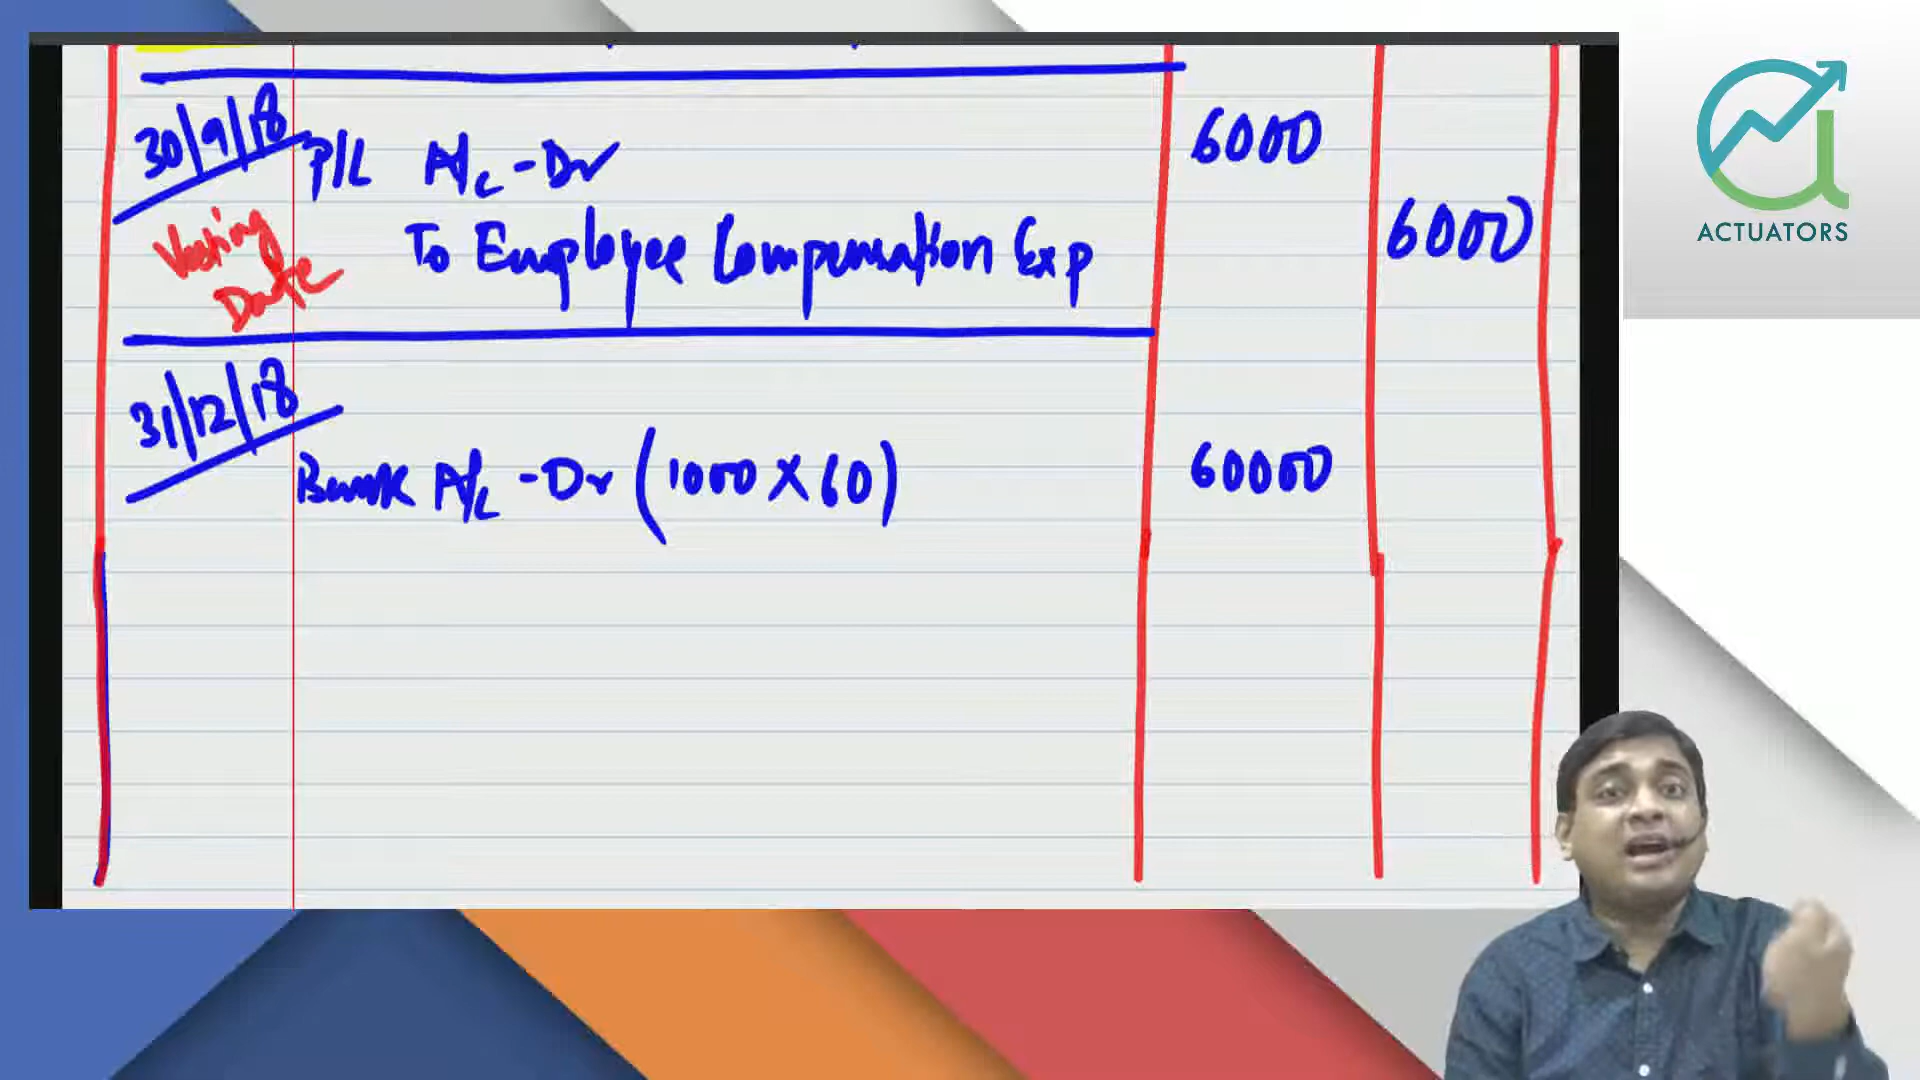 30/9/18
P/L A/c - Dr 6000
To Employee Compensation Exp 6000
Vesting
Date
31/12/18
Bank A/c - Dr (1000 × 60) 60000
ACTUATORS